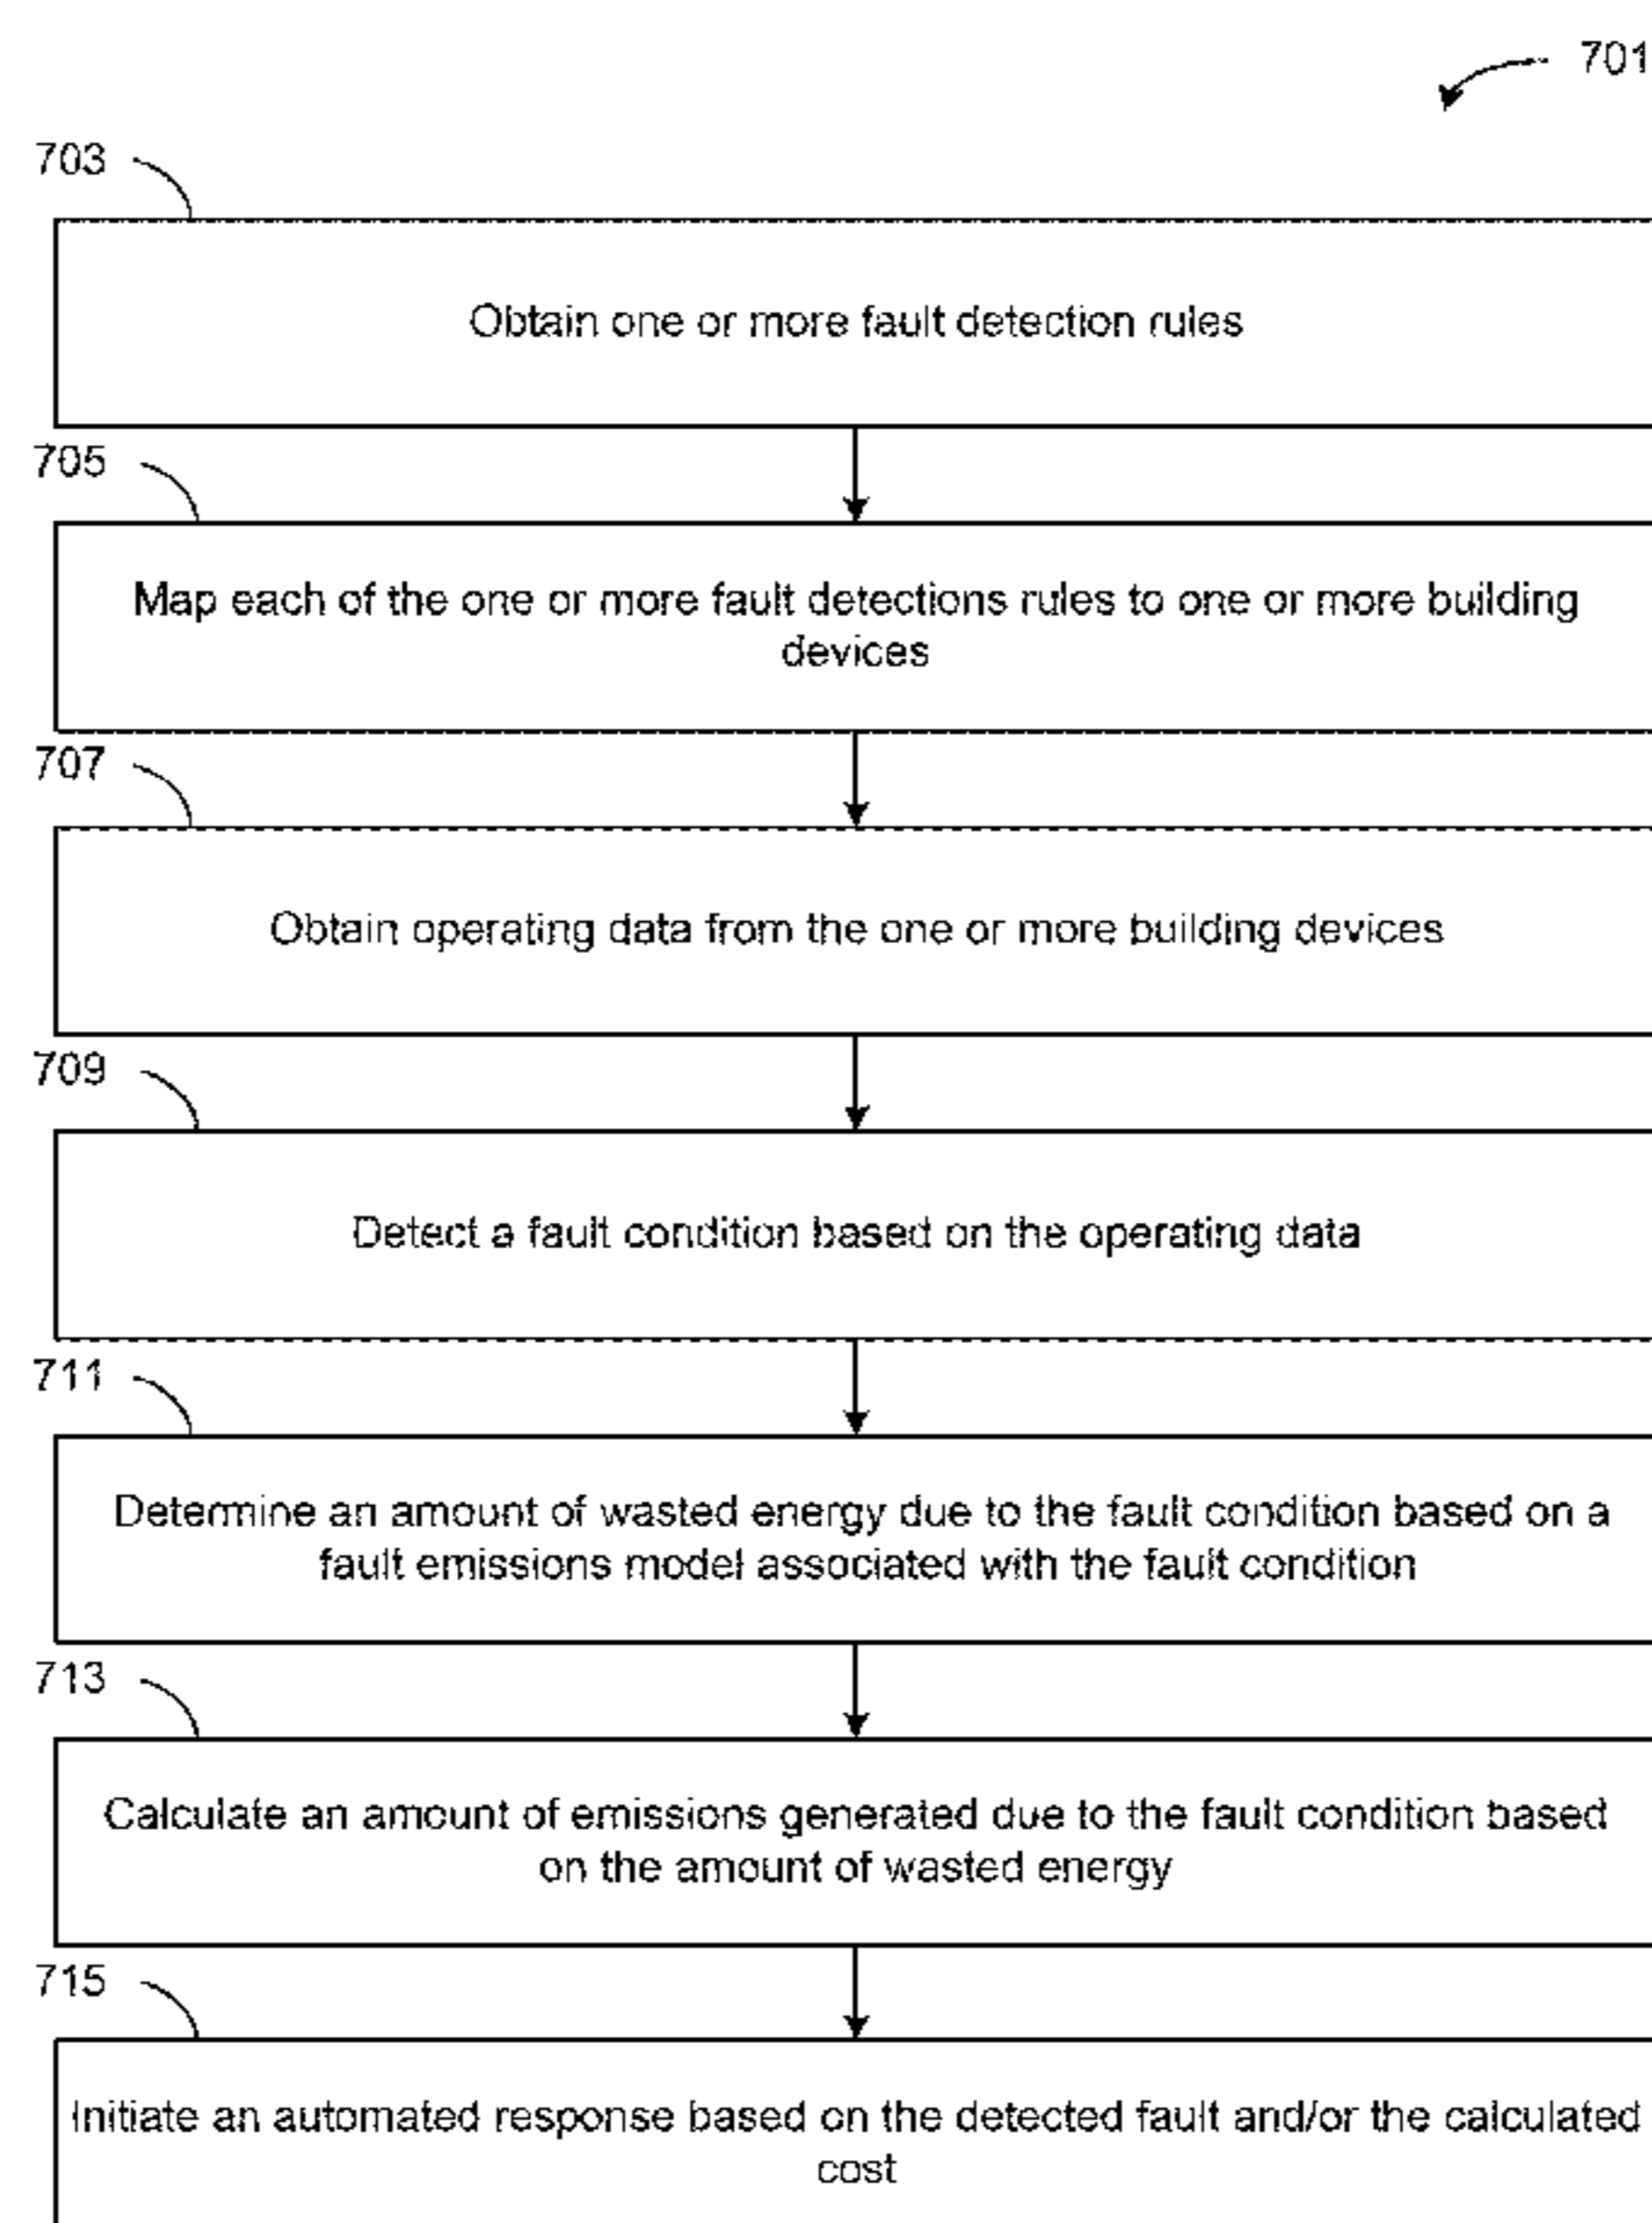 701
703
Obtain one or more fault detection rules
705
Map each of the one or more fault detections rules to one or more building
devices
707
Obtain operating data from the one or more building devices
709
Detect a fault condition based on the operating data
711
Determine an amount of wasted energy due to the fault condition based on a
fault emissions model associated with the fault condition
713
Calculate an amount of emissions generated due to the fault condition based
on the amount of wasted energy
715
Initiate an automated response based on the detected fault and/or the calculated
cost